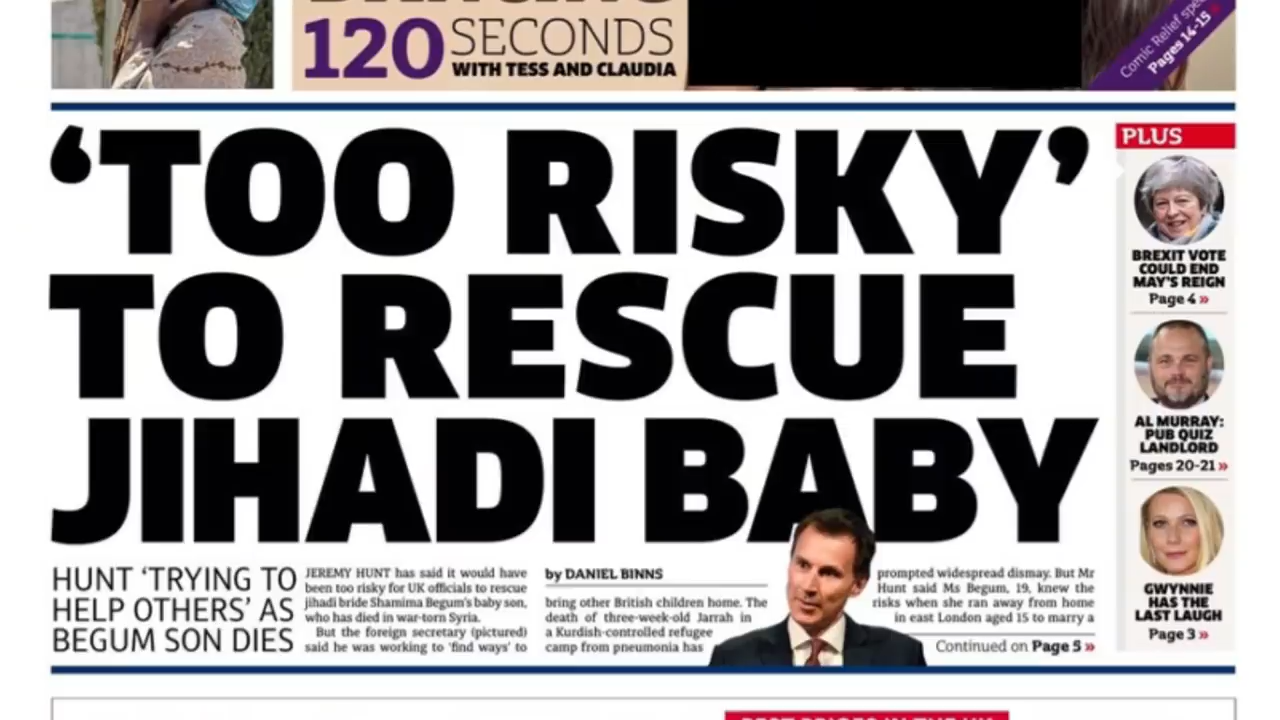 120 SECONDS
WITH TESS AND CLAUDIA
Comic Relief
Pages 14-15
‘TOO RISKY’
TO RESCUE
JIHADI BABY
HUNT ‘TRYING TO
HELP OTHERS’ AS
BEGUM SON DIES
JEREMY HUNT has said it would have
been too risky for UK officials to rescue
jihadi bride Shamima Begum's baby son,
who has died in war-torn Syria.
But the foreign secretary (pictured)
said he was working to 'find ways' to
by DANIEL BINNS
bring other British children home. The
death of three-week-old Jarrah in
a Kurdish-controlled refugee
camp from pneumonia has
prompted widespread dismay. But Mr
Hunt said Ms Begum, 19, knew the
risks when she ran away from home
in east London aged 15 to marry a
Continued on Page 5 »
PLUS
BREXIT VOTE
COULD END
MAY'S REIGN
Page 4 »
AL MURRAY:
PUB QUIZ
LANDLORD
Pages 20-21 »
GWYNNIE
HAS THE
LAST LAUGH
Page 3 »